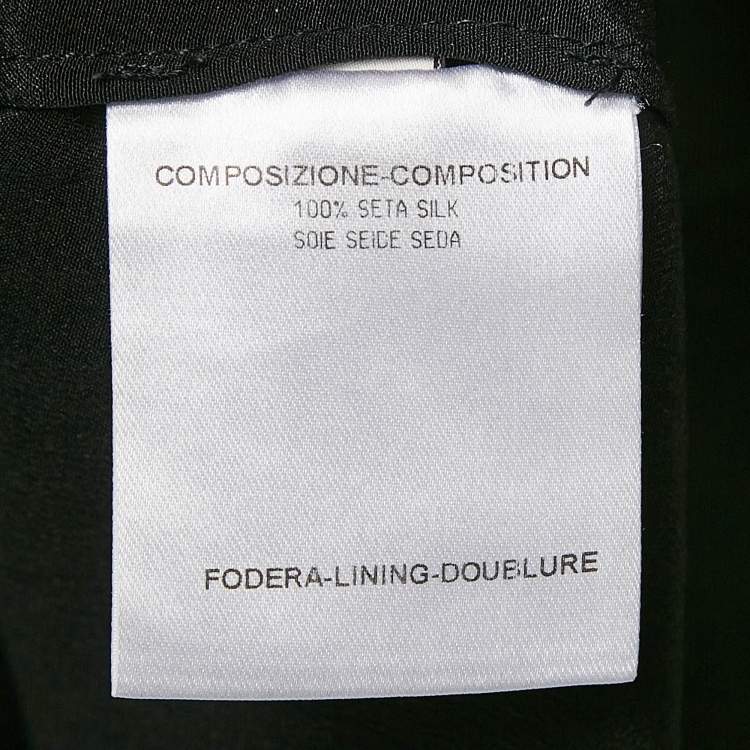 COMPOSIZIONE-COMPOSITION
100% SETA SILK
SOIE SEIDE SEDA
FODERA-LINING-DOUBLURE